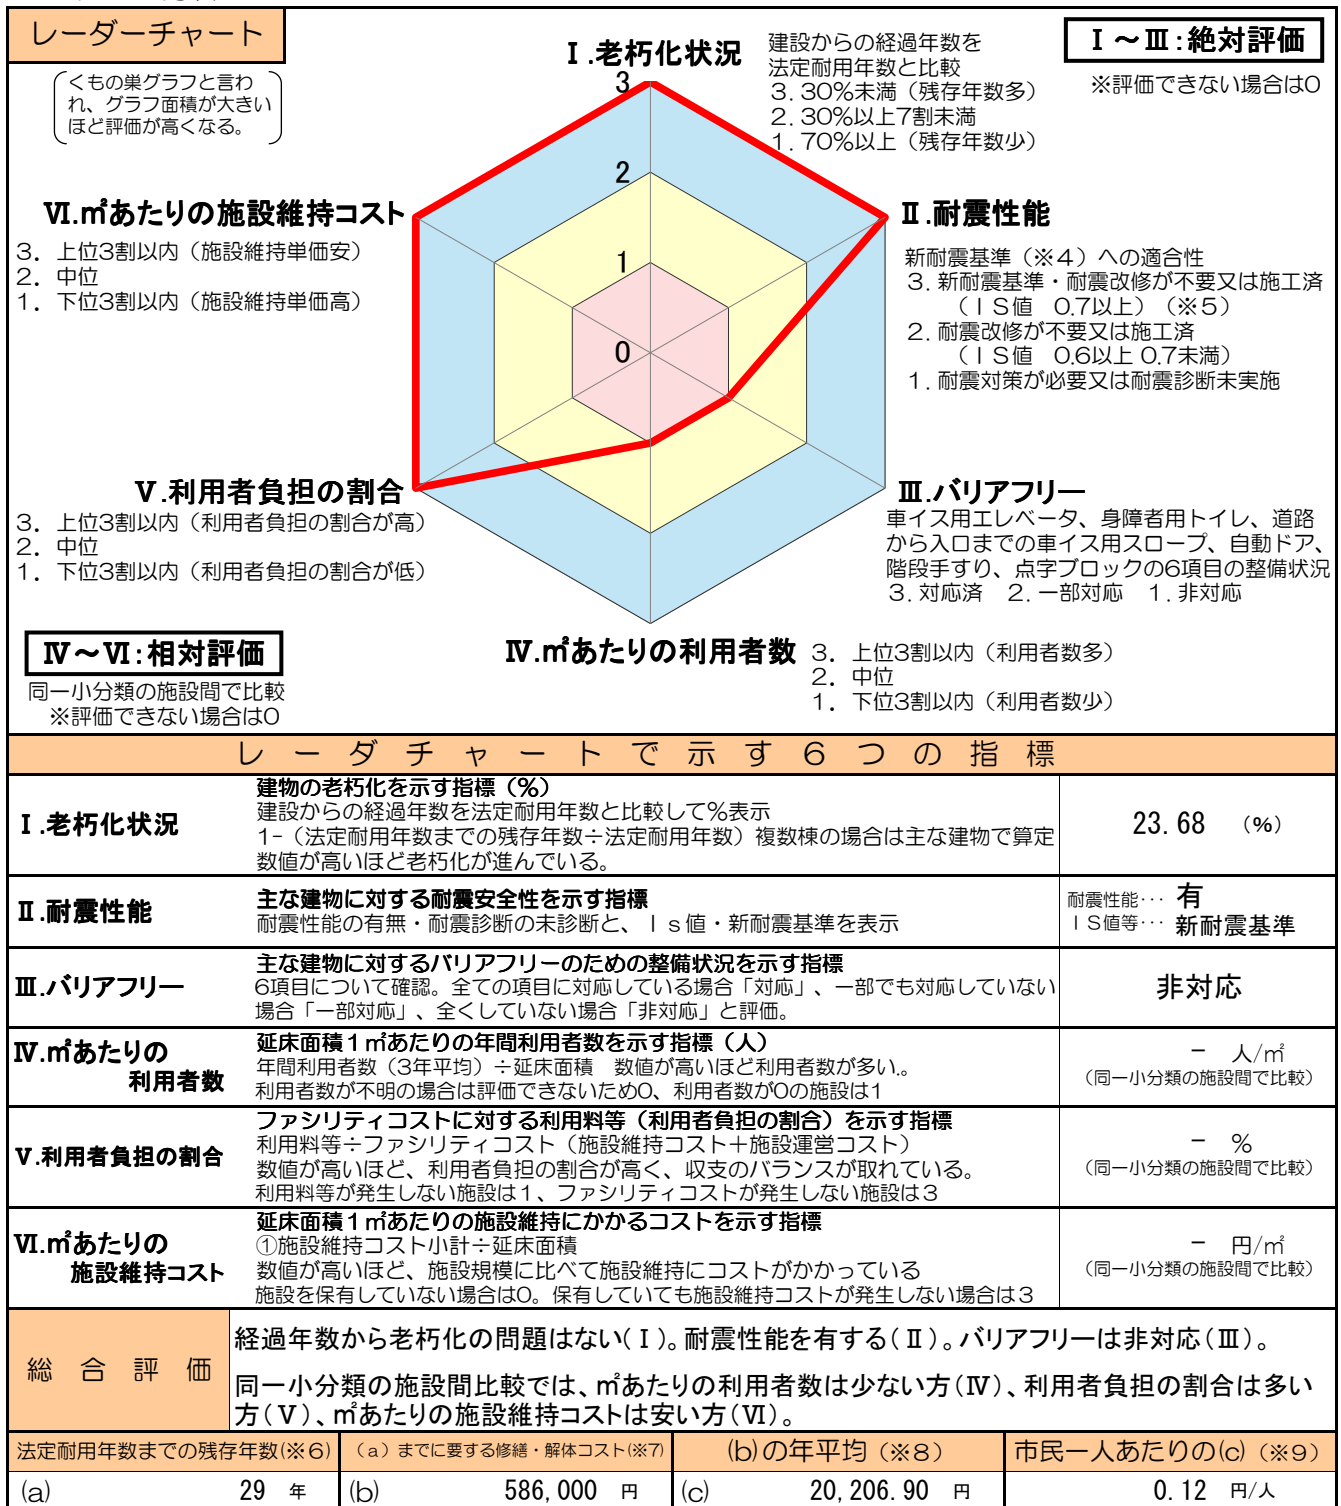 レーダーチャート
くもの巣グラフと言わ
れ、グラフ面積が大きい
ほど評価が高くなる。
Ⅰ.老朽化状況
建設からの経過年数を
法定耐用年数と比較
3. 30%未満（残存年数多）
2. 30%以上7割未満
1. 70%以上（残存年数少）
Ⅰ～Ⅲ:絶対評価
※評価できない場合は0
3
2
1
0
Ⅵ.㎡あたりの施設維持コスト
3. 上位3割以内（施設維持単価安）
2. 中位
1. 下位3割以内（施設維持単価高）
Ⅱ.耐震性能
新耐震基準（※４）への適合性
3. 新耐震基準・耐震改修が不要又は施工済
（ＩＳ値　0.7以上）（※５）
2. 耐震改修が不要又は施工済
（ＩＳ値　0.6以上 0.7未満）
1. 耐震対策が必要又は耐震診断未実施
Ⅴ.利用者負担の割合
3. 上位3割以内（利用者負担の割合が高）
2. 中位
1. 下位3割以内（利用者負担の割合が低）
Ⅲ.バリアフリー
車イス用エレベータ、身障者用トイレ、道路
から入口までの車イス用スロープ、自動ドア、
階段手すり、点字ブロックの6項目の整備状況
3. 対応済　2. 一部対応　1. 非対応
Ⅳ～Ⅵ:相対評価
同一小分類の施設間で比較
※評価できない場合は0
Ⅳ.㎡あたりの利用者数
3. 上位3割以内（利用者数多）
2. 中位
1. 下位3割以内（利用者数少）
レーダチャートで示す６つの指標
Ⅰ.老朽化状況
建物の老朽化を示す指標（%）
建設からの経過年数を法定耐用年数と比較して%表示
1-（法定耐用年数までの残存年数÷法定耐用年数）複数棟の場合は主な建物で算定
数値が高いほど老朽化が進んでいる。
23.68　（%）
Ⅱ.耐震性能
主な建物に対する耐震安全性を示す指標
耐震性能の有無・耐震診断の未診断と、Ｉｓ値・新耐震基準を表示
耐震性能… 有
ＩＳ値等… 新耐震基準
Ⅲ.バリアフリー
主な建物に対するバリアフリーのための整備状況を示す指標
6項目について確認。全ての項目に対応している場合「対応」、一部でも対応していない
場合「一部対応」、全くしていない場合「非対応」と評価。
非対応
Ⅳ.㎡あたりの
利用者数
延床面積１㎡あたりの年間利用者数を示す指標（人）
年間利用者数（3年平均）÷延床面積　数値が高いほど利用者数が多い。
利用者数が不明の場合は評価できないため0、利用者数が0の施設は1
－　人/㎡
（同一小分類の施設間で比較）
Ⅴ.利用者負担の割合
ファシリティコストに対する利用料等（利用者負担の割合）を示す指標
利用料等÷ファシリティコスト（施設維持コスト＋施設運営コスト）
数値が高いほど、利用者負担の割合が高く、収支のバランスが取れている。
利用料等が発生しない施設は１、ファシリティコストが発生しない施設は３
－　%
（同一小分類の施設間で比較）
Ⅵ.㎡あたりの
施設維持コスト
延床面積１㎡あたりの施設維持にかかるコストを示す指標
①施設維持コスト小計÷延床面積
数値が高いほど、施設規模に比べて施設維持にコストがかかっている
施設を保有していない場合は0。保有していても施設維持コストが発生しない場合は３
－　円/㎡
（同一小分類の施設間で比較）
総合評価
経過年数から老朽化の問題はない(Ⅰ)。耐震性能を有する(Ⅱ)。バリアフリーは非対応(Ⅲ)。
同一小分類の施設間比較では、㎡あたりの利用者数は少ない方(Ⅳ)、利用者負担の割合は多い
方(Ⅴ)、㎡あたりの施設維持コストは安い方(Ⅵ)。
法定耐用年数までの残存年数(※6)
（a）までに要する修繕・解体コスト(※7)
(b)の年平均（※8）
市民一人あたりの(c)（※9）
(a)　29 年
(b)　586,000 円
(c)　20,206.90 円
0.12 円/人